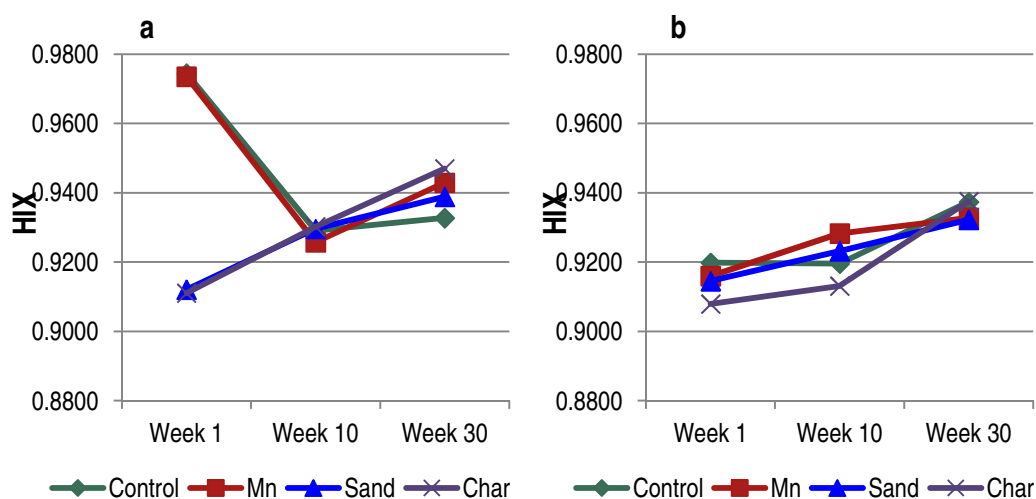 a
0.9800
0.9600
0.9400
0.9200
0.9000
0.8800
HIX
Week 1 Week 10 Week 30
Control Mn Sand Char
b
0.9800
0.9600
0.9400
0.9200
0.9000
0.8800
HIX
Week 1 Week 10 Week 30
Control Mn Sand Char